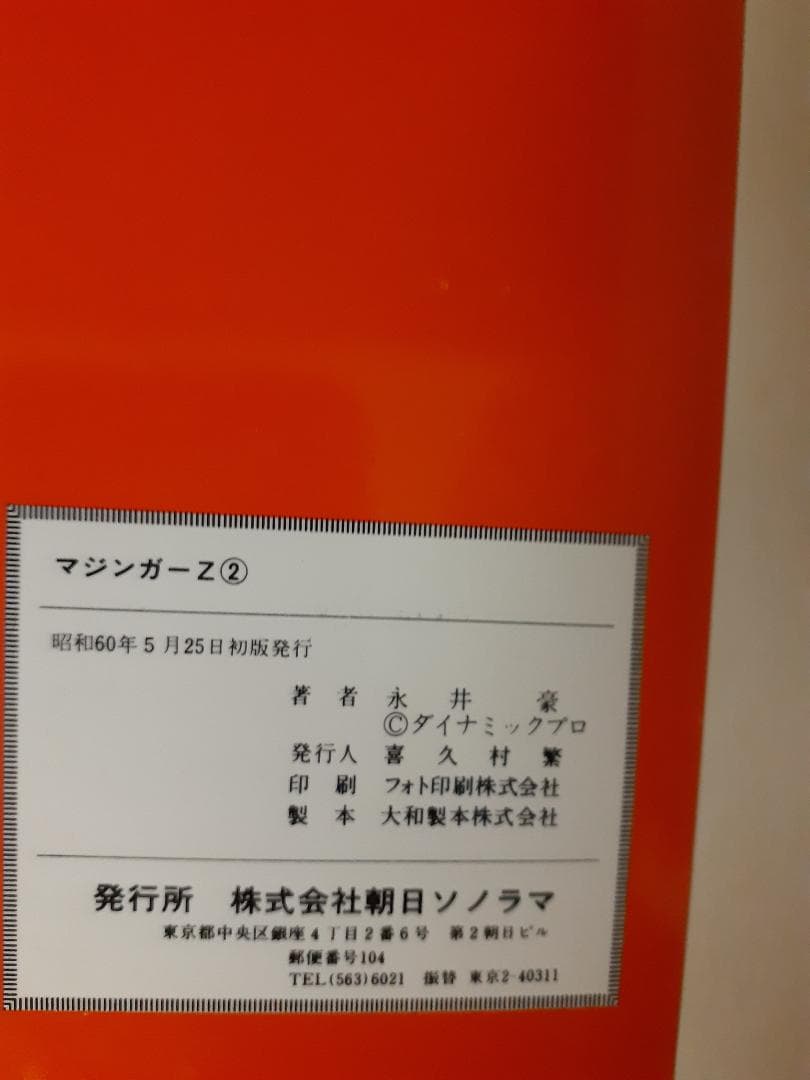 マジンガーZ②
昭和60年5月25日初版発行
著者 永井豪
©ダイナミックプロ
発行人 喜久村繁
印刷 フォト印刷株式会社
製本 大和製本株式会社
発行所 株式会社朝日ソノラマ
東京都中央区銀座4丁目2番6号 第2朝日ビル
郵便番号104
TEL(563)6021 振替 東京2-40311